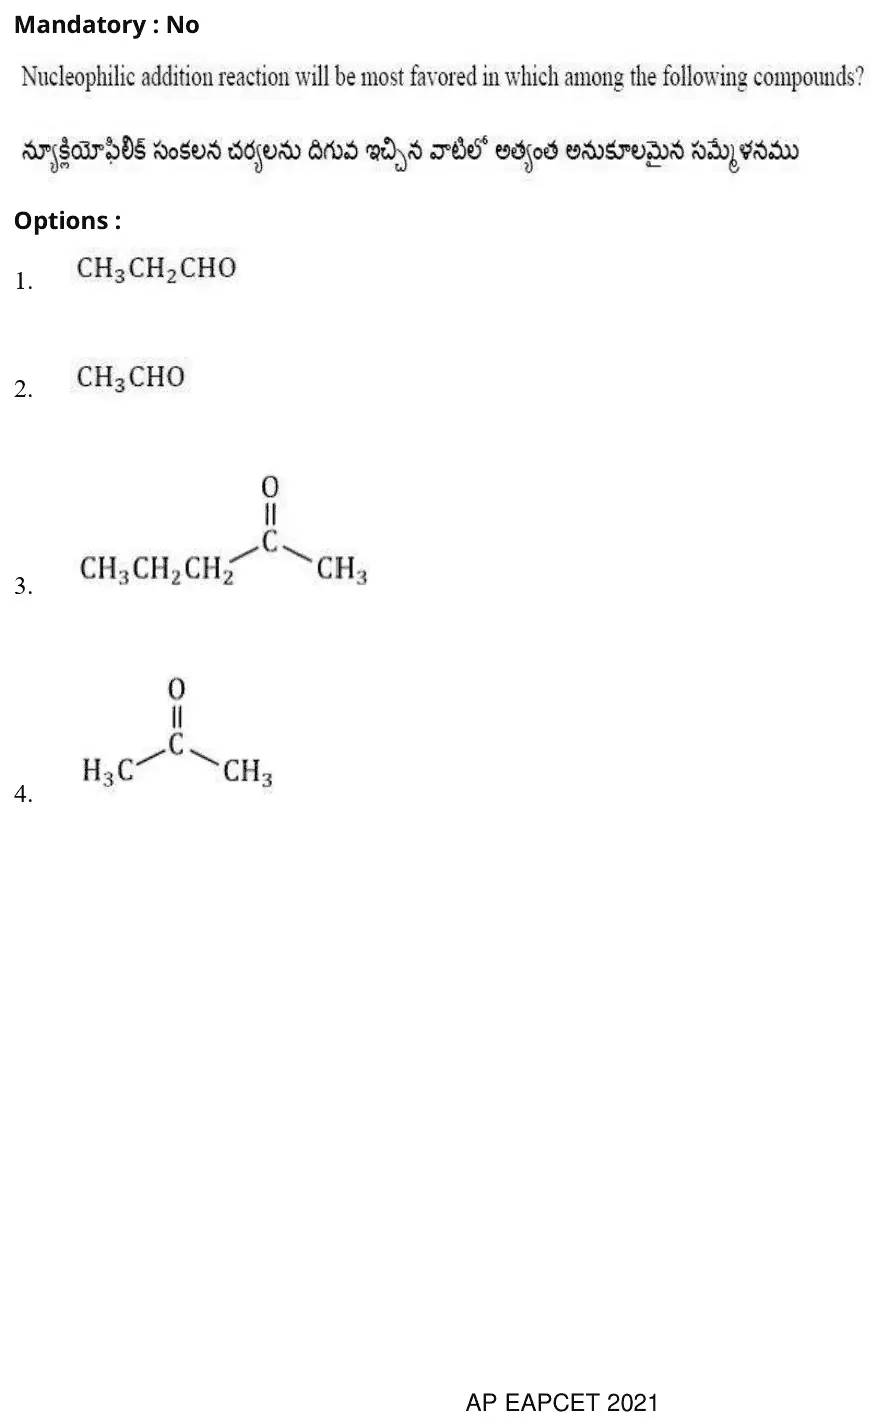 Mandatory : No
Nucleophilic addition reaction will be most favored in which among the following compounds?
న్యూక్లియోఫిలిక్ సంకలన చర్యలను దిగువ ఇచ్చిన వాటిలో అత్యంత అనుకూలమైన సమ్మేళనము
Options :
1. CH₃CH₂CHO
2. CH₃CHO
O
||
C
3. CH₃CH₂CH₂ CH₃
O
||
C
H₃C CH₃
4.
AP EAPCET 2021